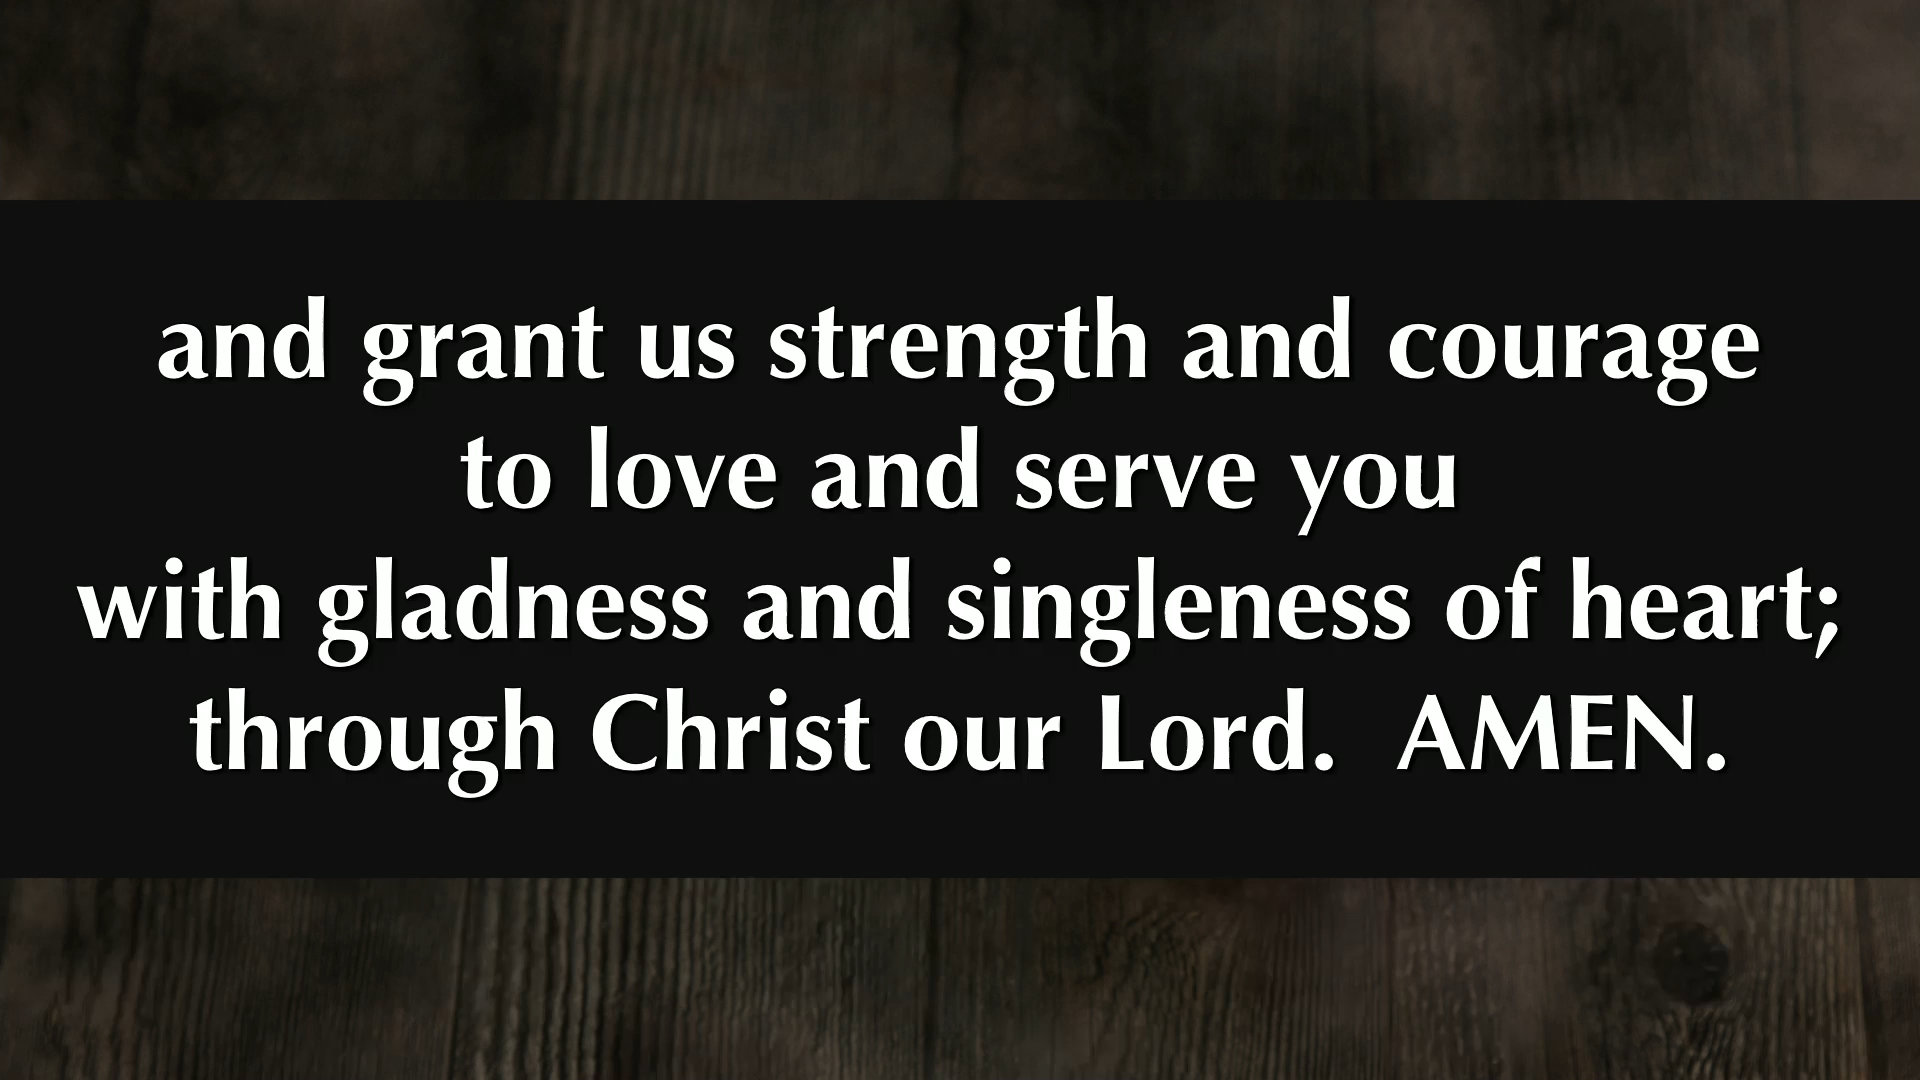 and grant us strength and courage
to love and serve you
with gladness and singleness of heart;
through Christ our Lord.  AMEN.